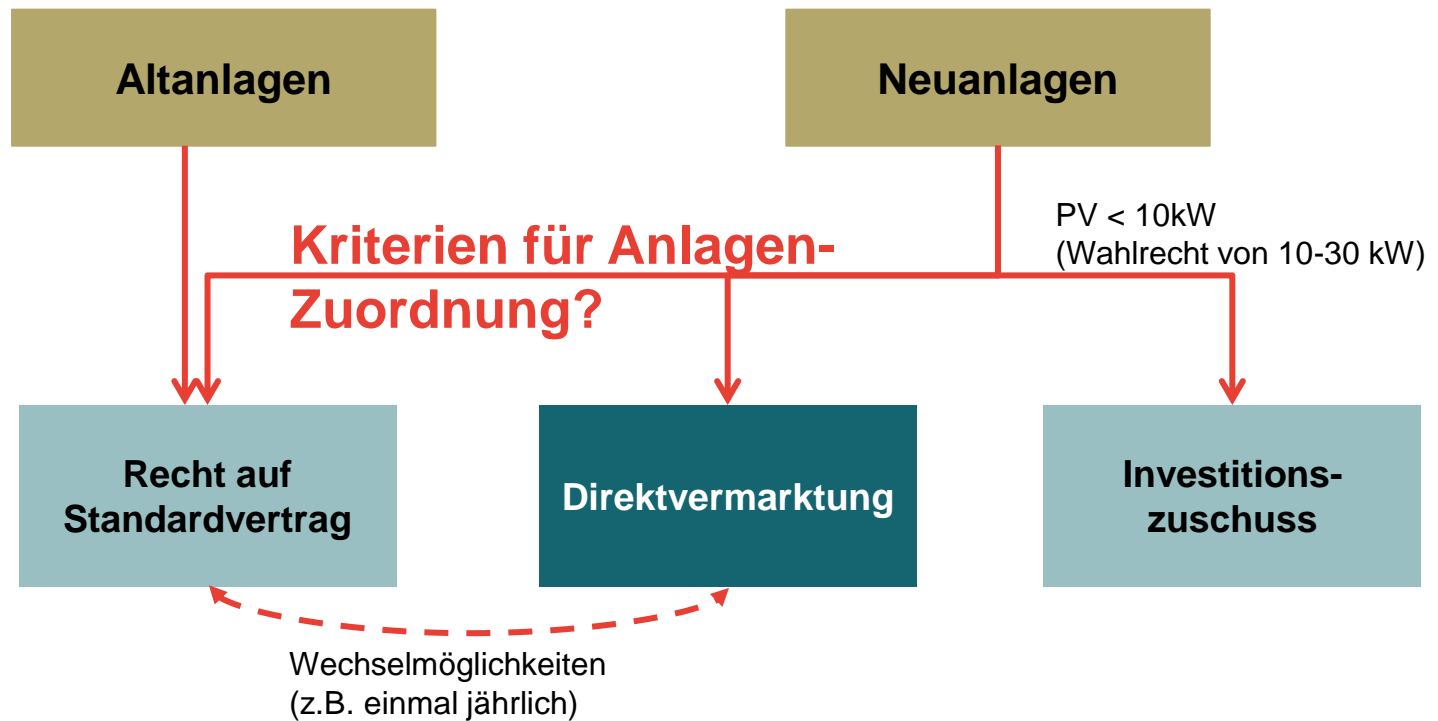 Altanlagen
Neuanlagen
PV < 10kW
(Wahlrecht von 10-30 kW)
Kriterien für Anlagen-
Zuordnung?
Recht auf
Standardvertrag
Direktvermarktung
Investitions-
zuschuss
Wechselmöglichkeiten
(z.B. einmal jährlich)